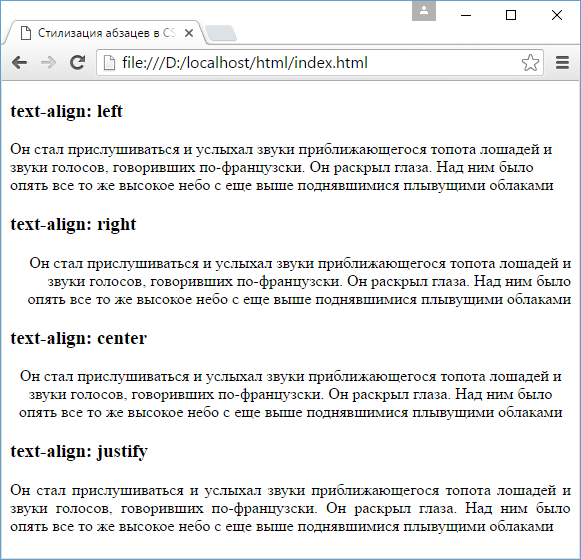 Стилизация абзацев в CS
file:///D:/localhost/html/index.html
text-align: left
Он стал прислушиваться и услыхал звуки приближающегося топота лошадей и
звуки голосов, говоривших по-французски. Он раскрыл глаза. Над ним было
опять все то же высокое небо с еще выше поднявшимися плывущими облаками
text-align: right
Он стал прислушиваться и услыхал звуки приближающегося топота лошадей и
звуки голосов, говоривших по-французски. Он раскрыл глаза. Над ним было
опять все то же высокое небо с еще выше поднявшимися плывущими облаками
text-align: center
Он стал прислушиваться и услыхал звуки приближающегося топота лошадей и
звуки голосов, говоривших по-французски. Он раскрыл глаза. Над ним было
опять все то же высокое небо с еще выше поднявшимися плывущими облаками
text-align: justify
Он стал прислушиваться и услыхал звуки приближающегося топота лошадей и
звуки голосов, говоривших по-французски. Он раскрыл глаза. Над ним было
опять все то же высокое небо с еще выше поднявшимися плывущими облаками